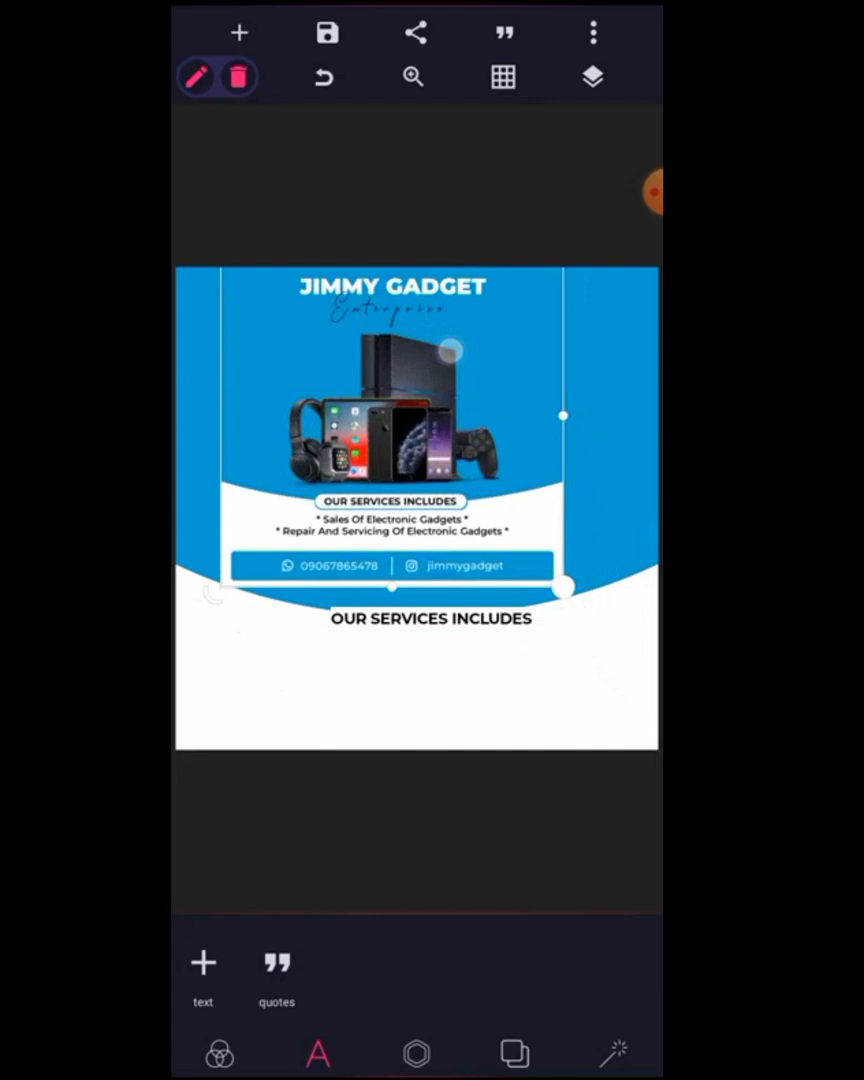 JIMMY GADGET
Enterprise
OUR SERVICES INCLUDES
* Sales Of Electronic Gadgets *
* Repair And Servicing Of Electronic Gadgets *
09067865478 jimmygadget
OUR SERVICES INCLUDES
text quotes